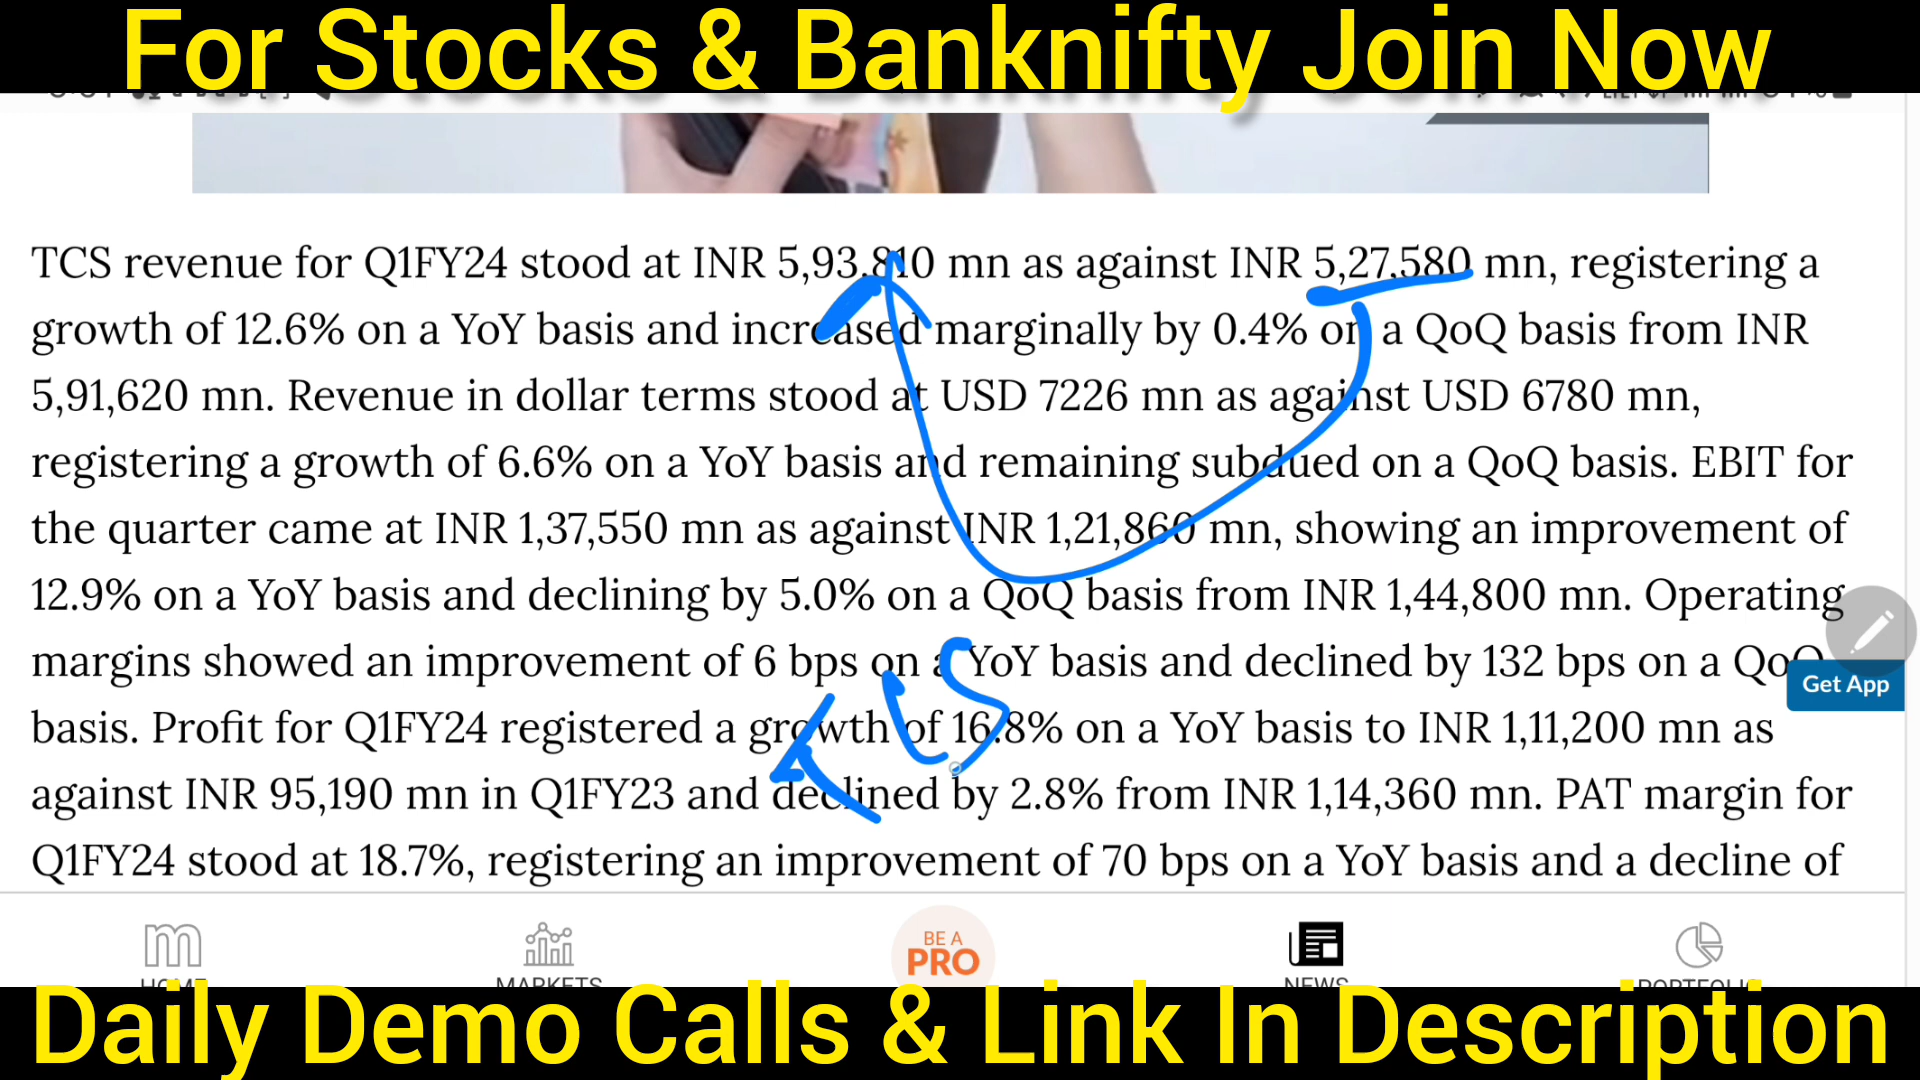 For Stocks & Banknifty Join Now
TCS revenue for Q1FY24 stood at INR 5,93,810 mn as against INR 5,27,580 mn, registering a
growth of 12.6% on a YoY basis and increased marginally by 0.4% on a QoQ basis from INR
5,91,620 mn. Revenue in dollar terms stood at USD 7226 mn as against USD 6780 mn,
registering a growth of 6.6% on a YoY basis and remaining subdued on a QoQ basis. EBIT for
the quarter came at INR 1,37,550 mn as against INR 1,21,860 mn, showing an improvement of
12.9% on a YoY basis and declining by 5.0% on a QoQ basis from INR 1,44,800 mn. Operating
margins showed an improvement of 6 bps on a YoY basis and declined by 132 bps on a QoQ
Get App
basis. Profit for Q1FY24 registered a growth of 16.8% on a YoY basis to INR 1,11,200 mn as
against INR 95,190 mn in Q1FY23 and declined by 2.8% from INR 1,14,360 mn. PAT margin for
Q1FY24 stood at 18.7%, registering an improvement of 70 bps on a YoY basis and a decline of
m
BE A
PRO
HOME MARKETS NEWS PORTFOLIO
Daily Demo Calls & Link In Description